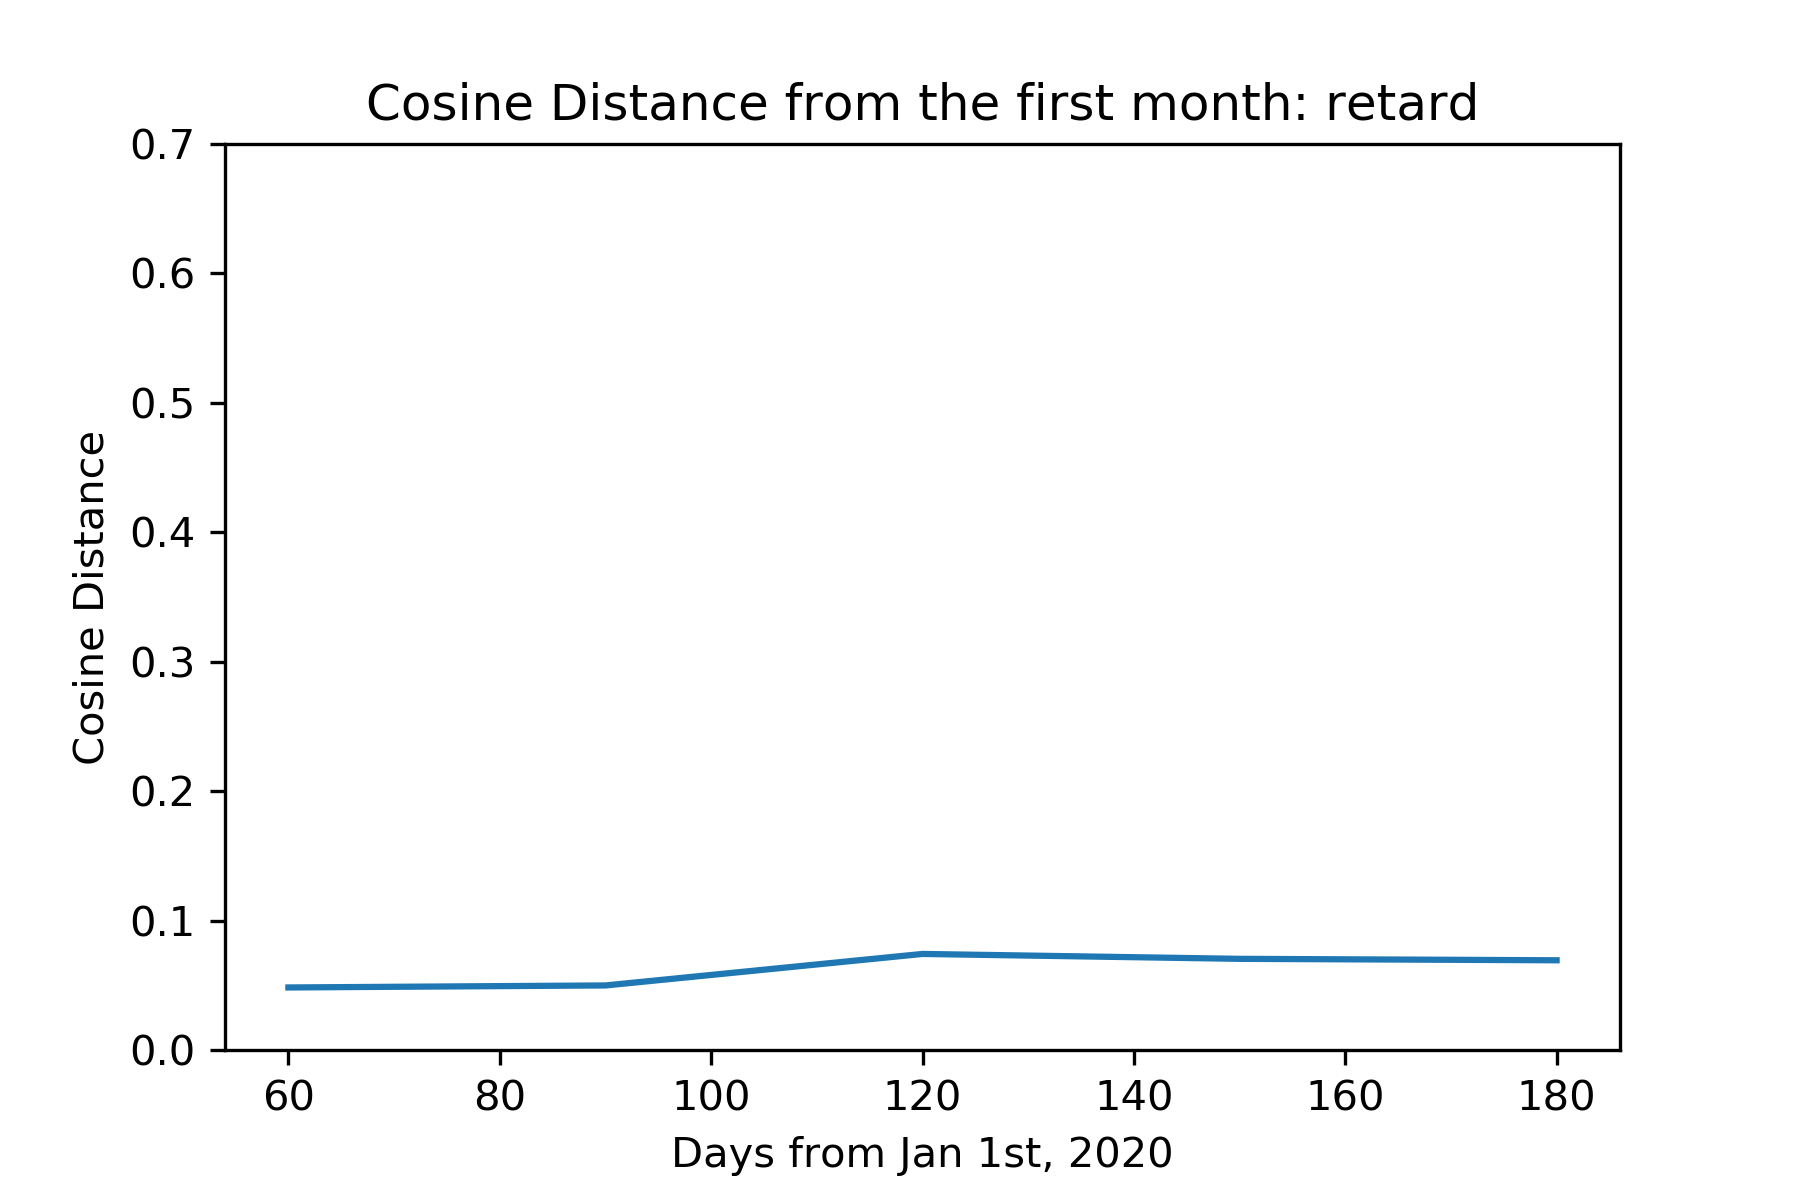 Cosine Distance from the first month: retard
Cosine Distance
0.7
0.6
0.5
0.4
0.3
0.2
0.1
0.0
60 80 100 120 140 160 180
Days from Jan 1st, 2020